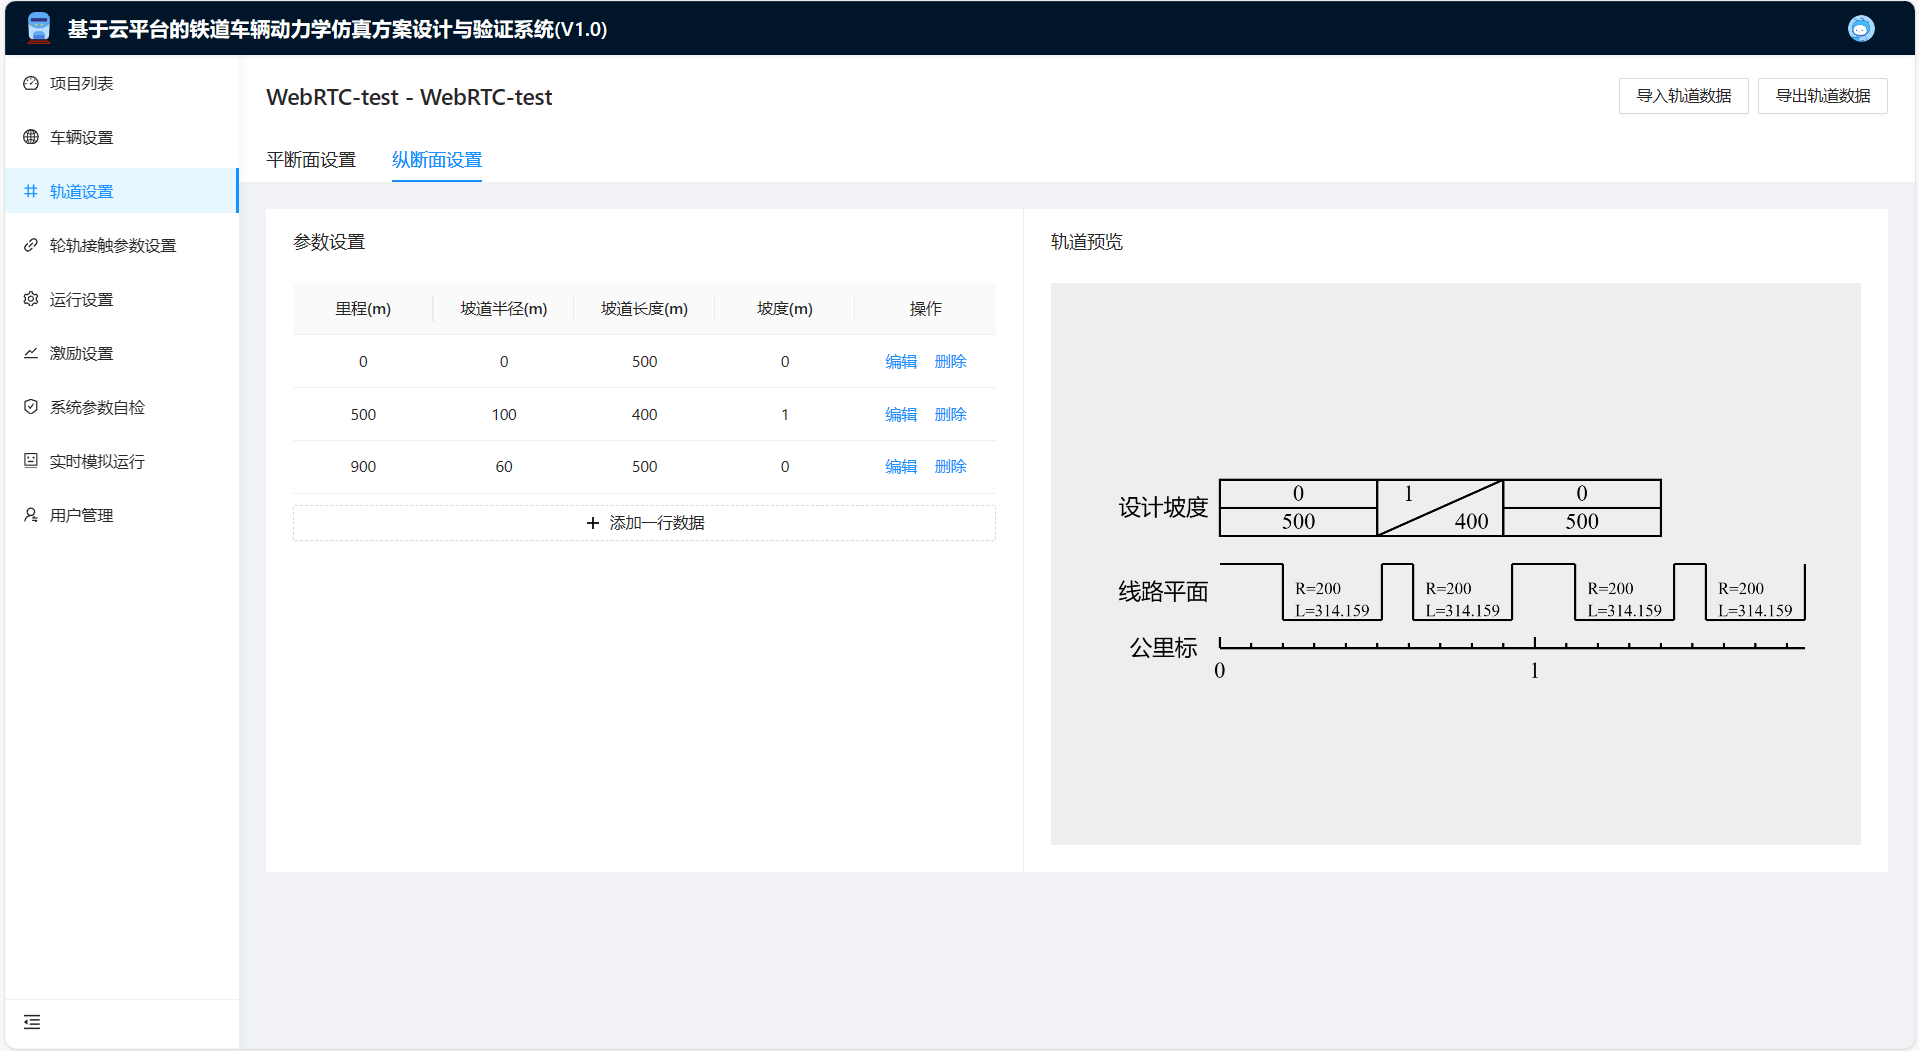 基于云平台的铁道车辆动力学仿真方案设计与验证系统(V1.0)
项目列表
车辆设置
轨道设置
轮轨接触参数设置
运行设置
激励设置
系统参数自检
实时模拟运行
用户管理
WebRTC-test - WebRTC-test
导入轨道数据 导出轨道数据
平断面设置 纵断面设置
参数设置
里程(m) 坡道半径(m) 坡道长度(m) 坡度(m) 操作
0 0 500 0 编辑 删除
500 100 400 1 编辑 删除
900 60 500 0 编辑 删除
+ 添加一行数据
轨道预览
设计坡度
0 1 0
500 400 500
线路平面
R=200 R=200 R=200 R=200
L=314.159 L=314.159 L=314.159 L=314.159
公里标
0 1